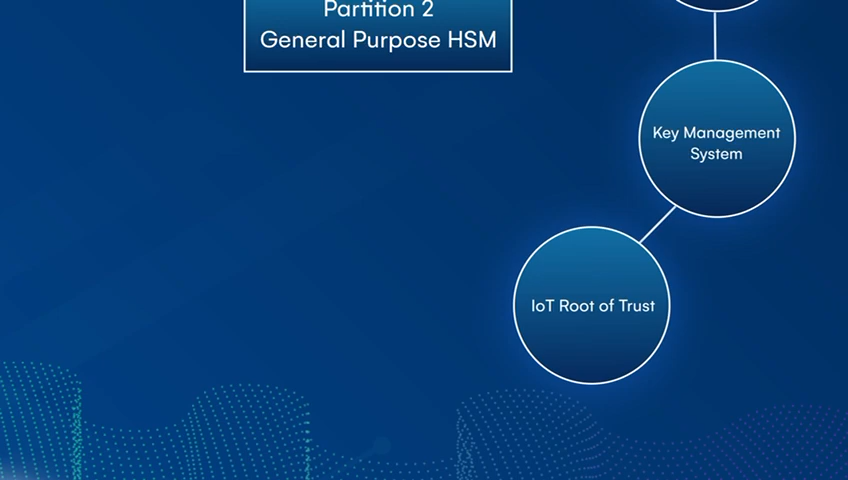 Partition 2
General Purpose HSM
Key Management
System
IoT Root of Trust